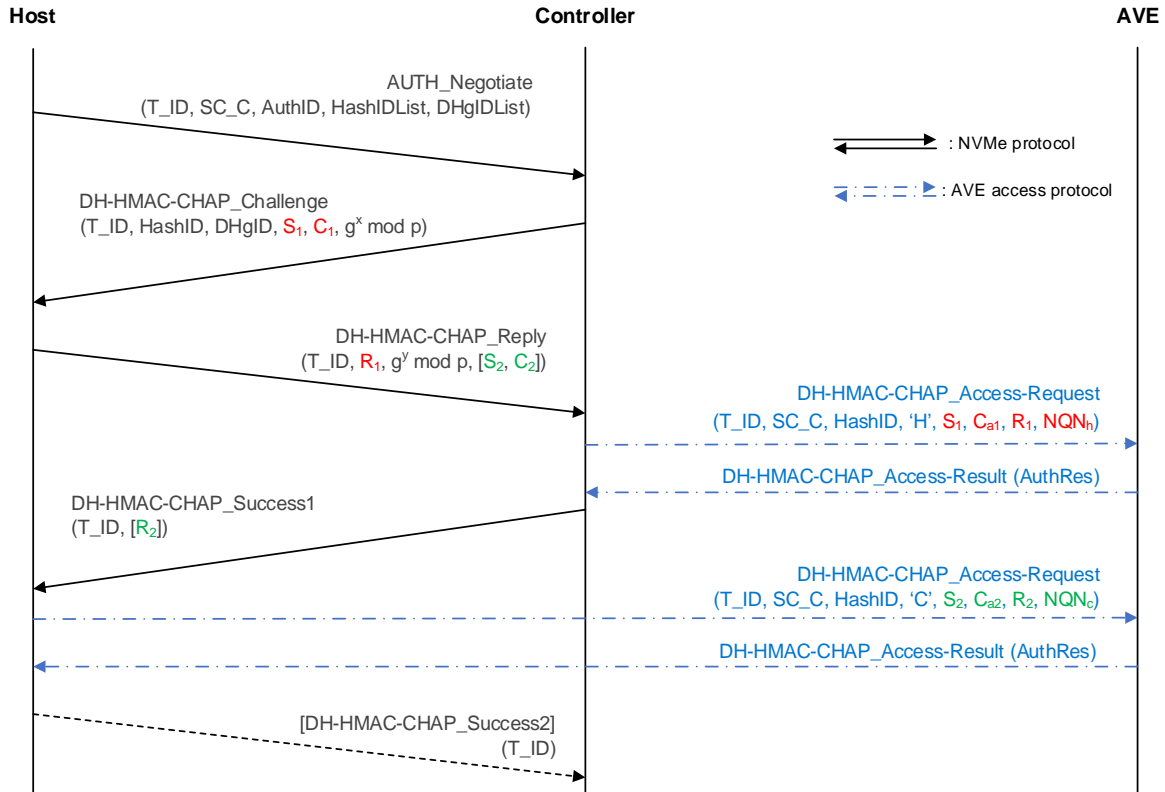 Host
Controller
AVE
AUTH_Negotiate
(T_ID, SC_C, AuthID, HashIDList, DHgIDList)
: NVMe protocol
DH-HMAC-CHAP_Challenge
(T_ID, HashID, DHgID, S₁, C₁, gˣ mod p)
: AVE access protocol
DH-HMAC-CHAP_Reply
(T_ID, R₁, gʸ mod p, [S₂, C₂])
DH-HMAC-CHAP_Access-Request
(T_ID, SC_C, HashID, ‘H’, S₁, Cₐ₁, R₁, NQNₕ)
DH-HMAC-CHAP_Access-Result (AuthRes)
DH-HMAC-CHAP_Success1
(T_ID, [R₂])
DH-HMAC-CHAP_Access-Request
(T_ID, SC_C, HashID, ‘C’, S₂, Cₐ₂, R₂, NQN_c)
DH-HMAC-CHAP_Access-Result (AuthRes)
[DH-HMAC-CHAP_Success2]
(T_ID)